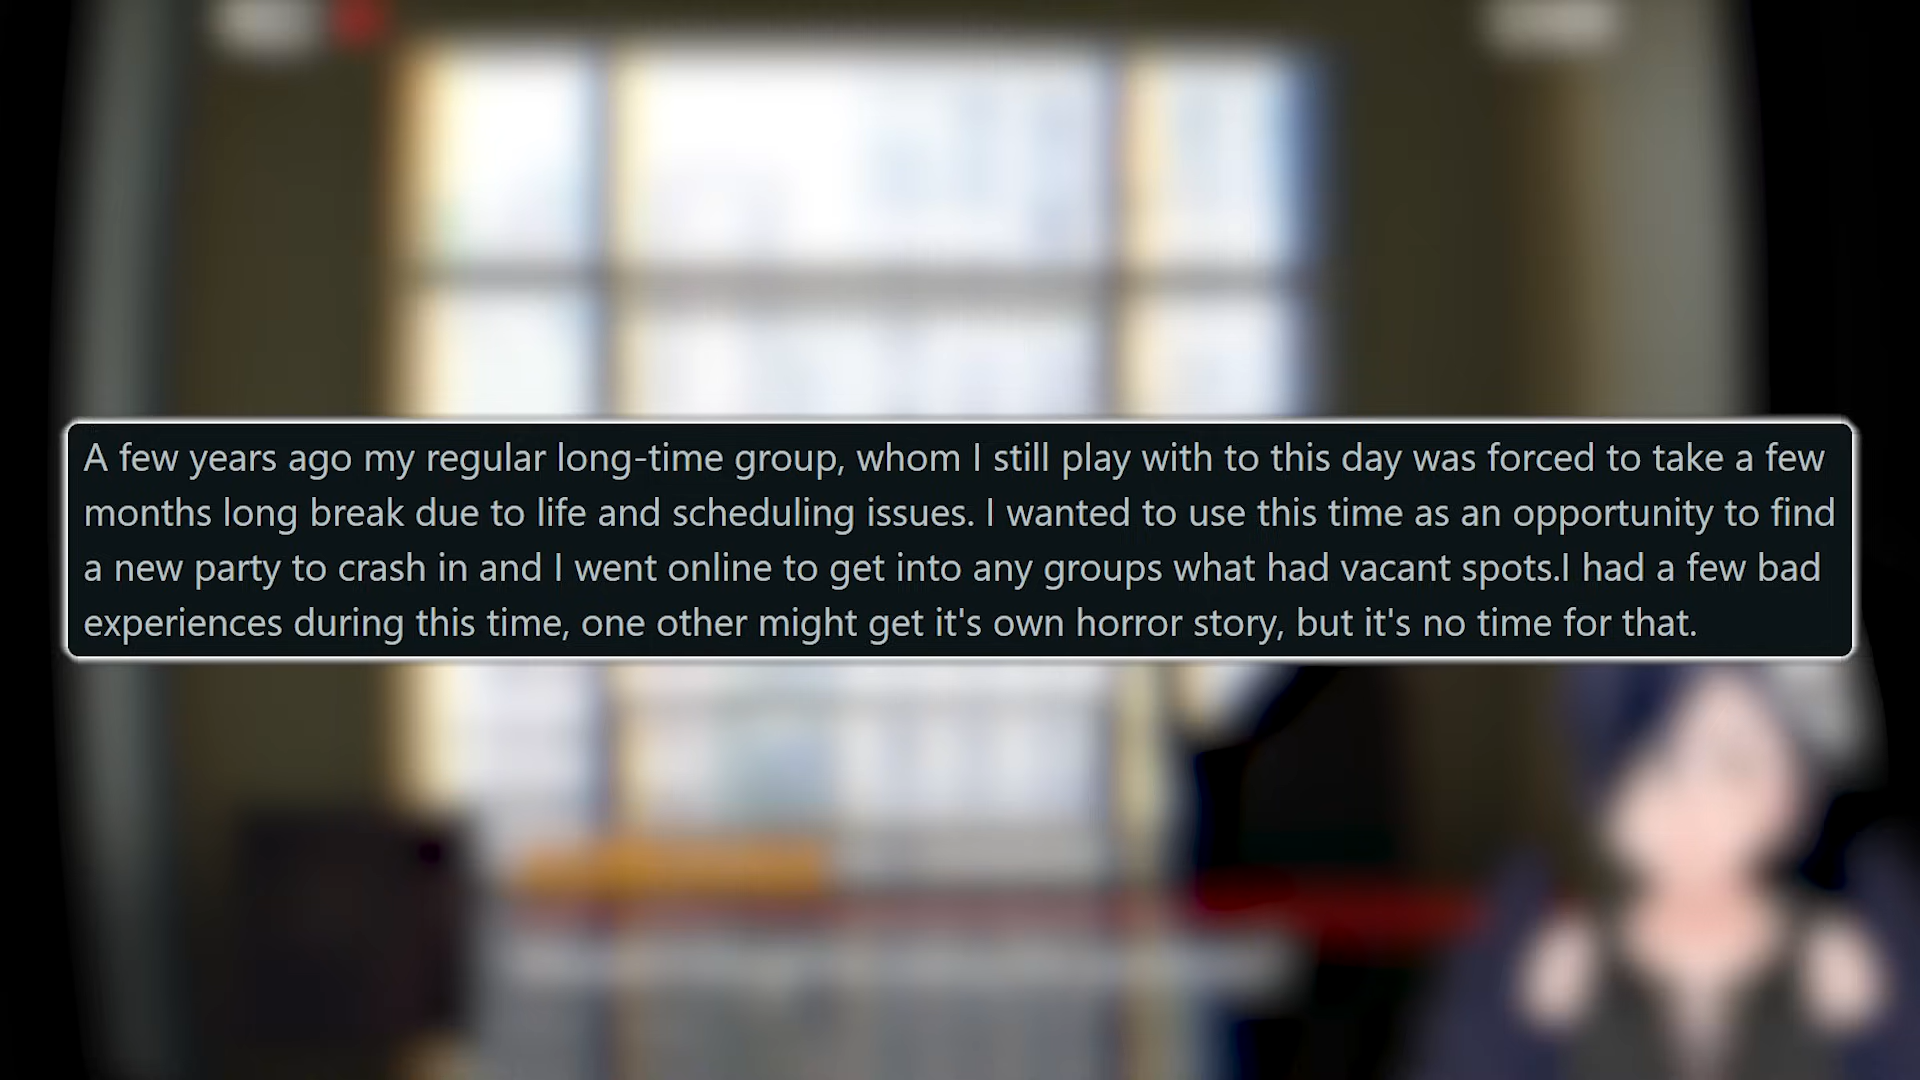 A few years ago my regular long-time group, whom I still play with to this day was forced to take a few
months long break due to life and scheduling issues. I wanted to use this time as an opportunity to find
a new party to crash in and I went online to get into any groups what had vacant spots.I had a few bad
experiences during this time, one other might get it's own horror story, but it's no time for that.